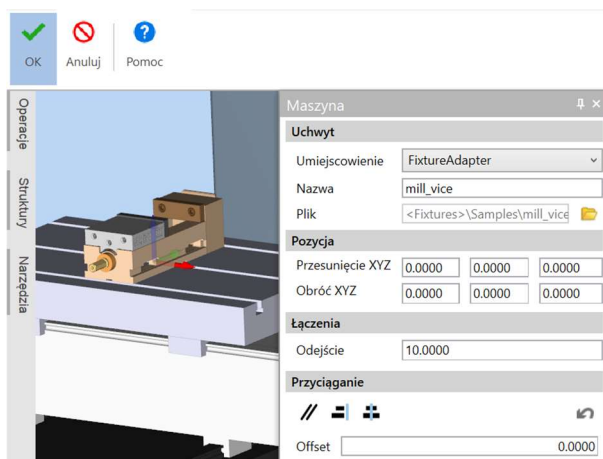 OK Anuluj Pomoc
Operacje
Struktury
Narzędzia
Maszyna
Uchwyt
Umiejscowienie FixtureAdapter
Nazwa mill_vice
Plik <Fixtures>\Samples\mill_vice
Pozycja
Przesunięcie XYZ 0.0000 0.0000 0.0000
Obróć XYZ 0.0000 0.0000 0.0000
Łączenia
Odejście 10.0000
Przyciąganie
Offset 0.0000